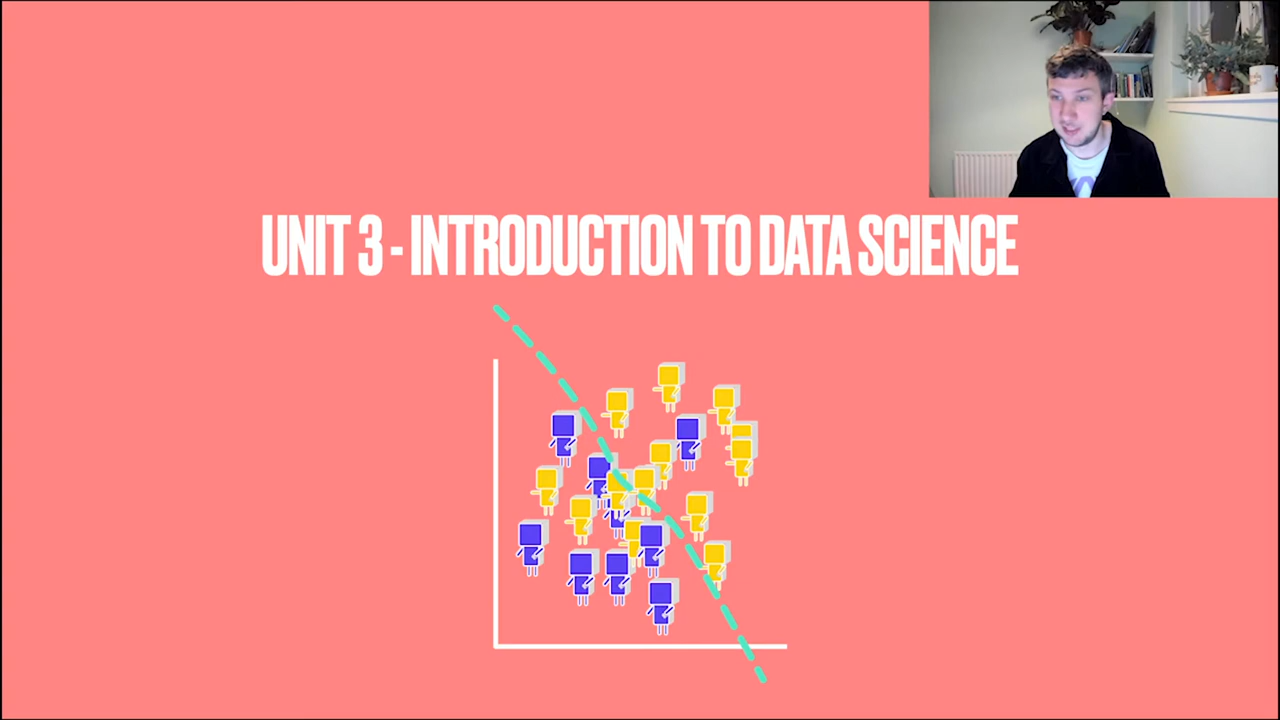 UNIT 3 - INTRODUCTION TO DATA SCIENCE